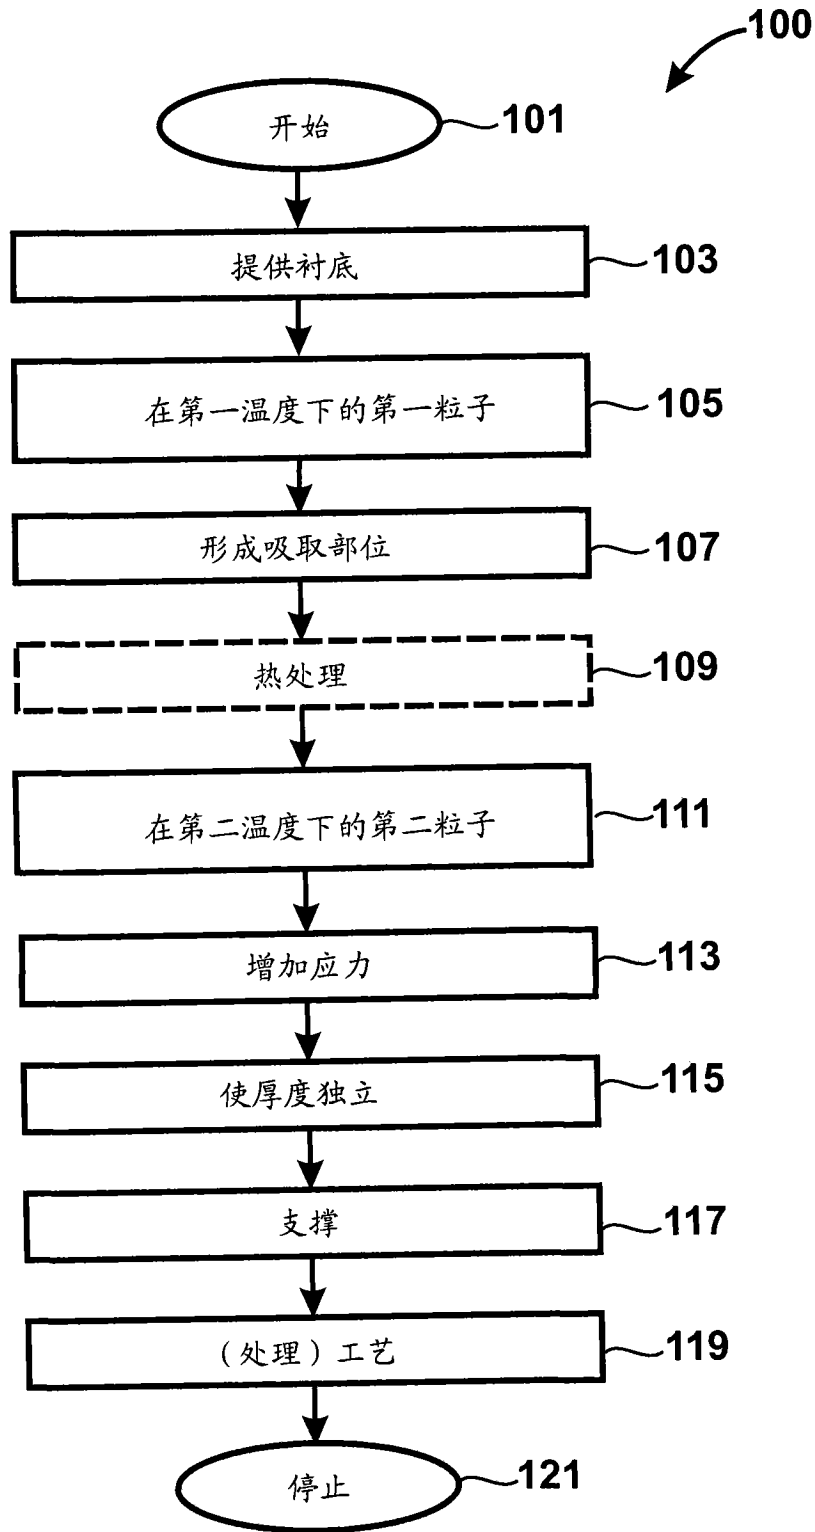 100
开始
101
提供衬底
103
在第一温度下的第一粒子
105
形成吸取部位
107
热处理
109
在第二温度下的第二粒子
111
增加应力
113
使厚度独立
115
支撑
117
（处理）工艺
119
停止
121